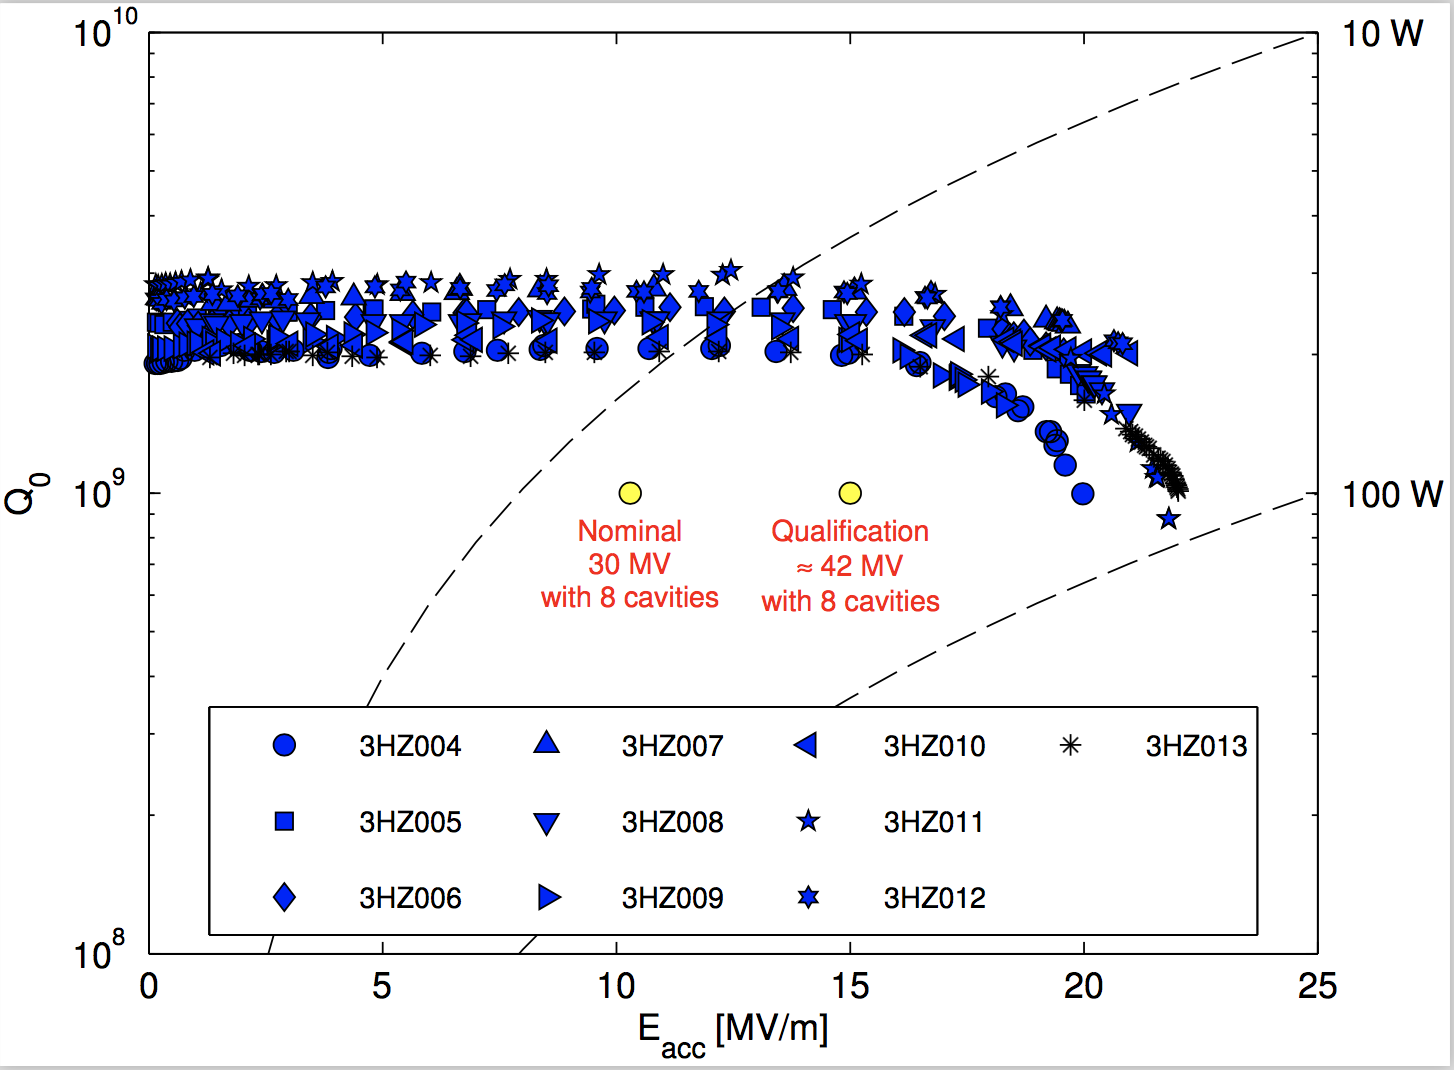 10^10
10 W
Q_0
10^9
100 W
Nominal
30 MV
with 8 cavities
Qualification
≈ 42 MV
with 8 cavities
3HZ004
3HZ007
3HZ010
3HZ013
3HZ005
3HZ008
3HZ011
3HZ006
3HZ009
3HZ012
10^8
0 5 10 15 20 25
E_acc [MV/m]